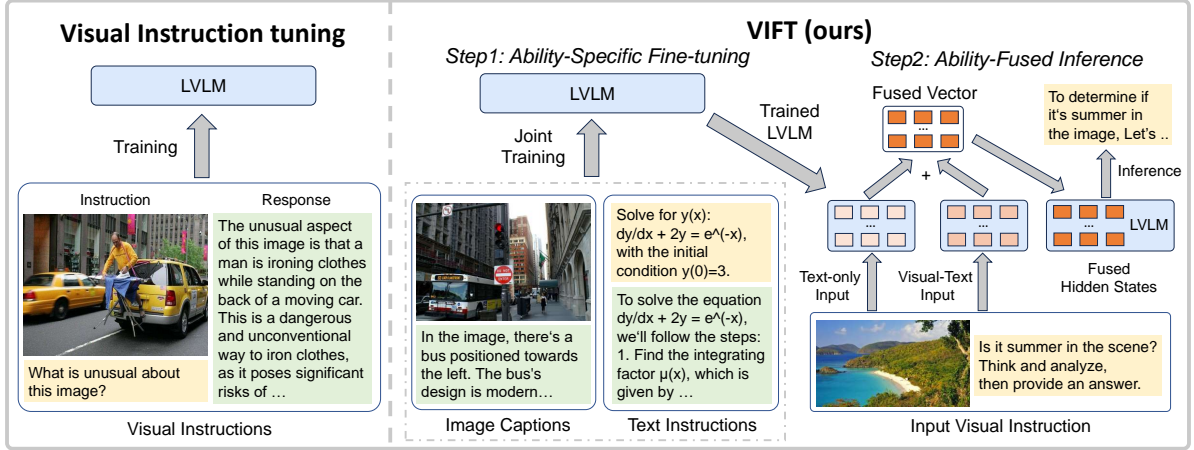 Visual Instruction tuning
LVLM
Training
Instruction
Response
The unusual aspect
of this image is that a
man is ironing clothes
while standing on the
back of a moving car.
This is a dangerous
and unconventional
way to iron clothes,
as it poses significant
risks of …
What is unusual about
this image?
Visual Instructions
VIFT (ours)
Step1: Ability-Specific Fine-tuning
LVLM
Joint
Training
Trained
LVLM
In the image, there's a
bus positioned towards
the left. The bus's
design is modern…
Image Captions
Solve for y(x):
dy/dx + 2y = e^(-x),
with the initial
condition y(0)=3.
To solve the equation
dy/dx + 2y = e^(-x),
we'll follow the steps:
1. Find the integrating
factor μ(x), which is
given by …
Text Instructions
Step2: Ability-Fused Inference
Fused Vector
...
+
...
...
...
LVLM
To determine if
it's summer in
the image, Let's ..
Inference
Text-only
Input
Visual-Text
Input
Fused
Hidden States
Is it summer in the scene?
Think and analyze,
then provide an answer.
Input Visual Instruction